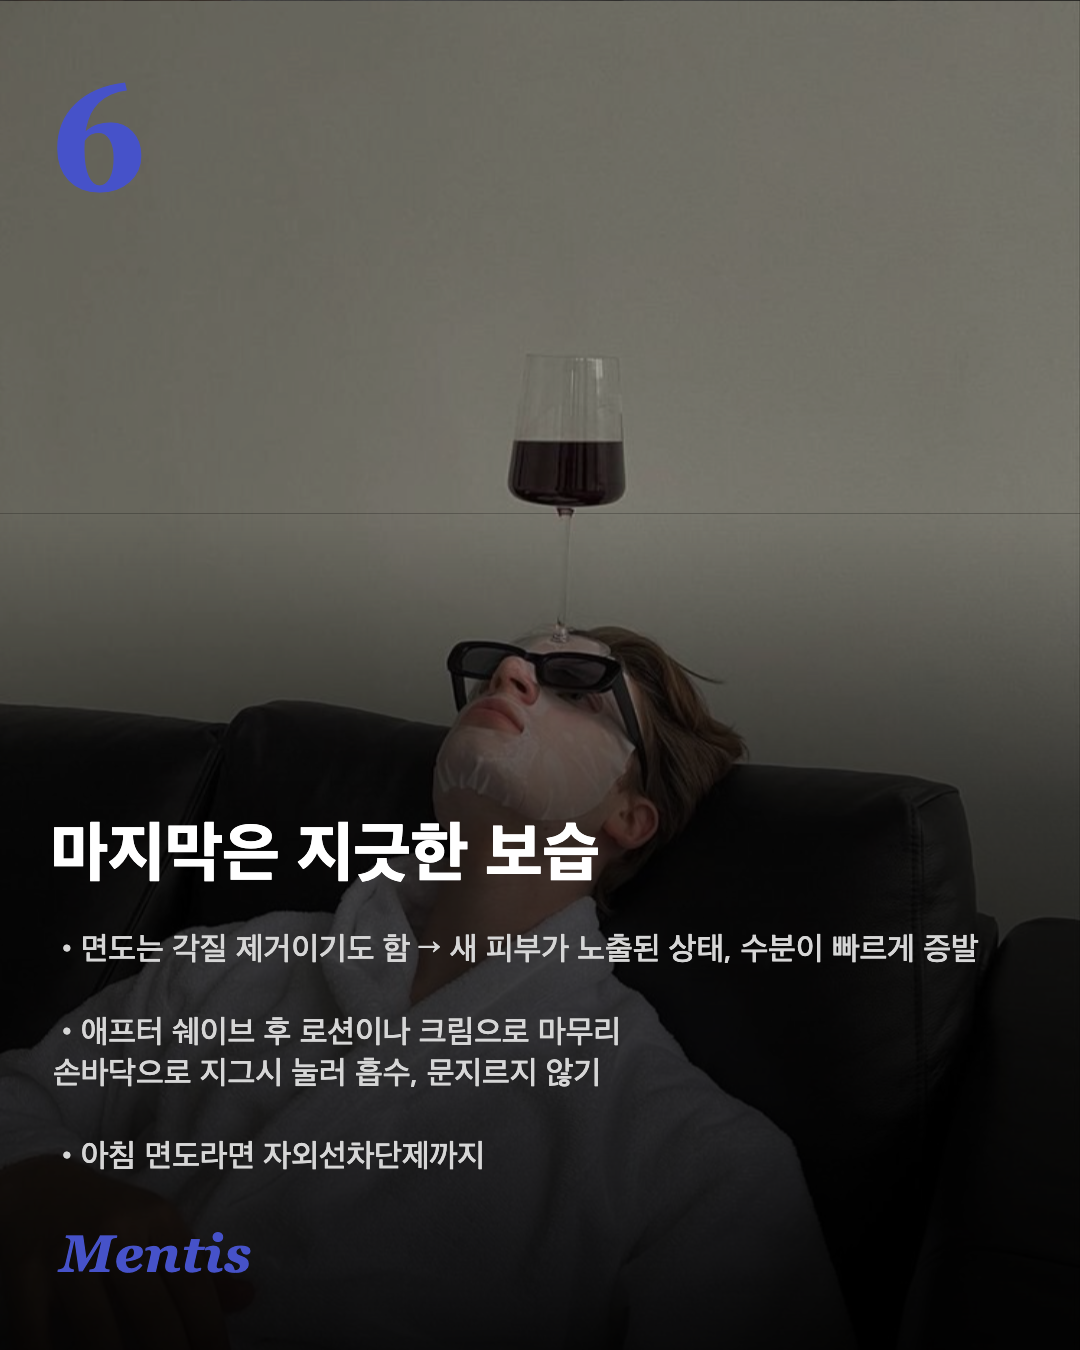 6
마지막은 지긋한 보습
• 면도는 각질 제거이기도 함 → 새 피부가 노출된 상태, 수분이 빠르게 증발
• 애프터 쉐이브 후 로션이나 크림으로 마무리
손바닥으로 지그시 눌러 흡수, 문지르지 않기
• 아침 면도라면 자외선차단제까지
Mentis